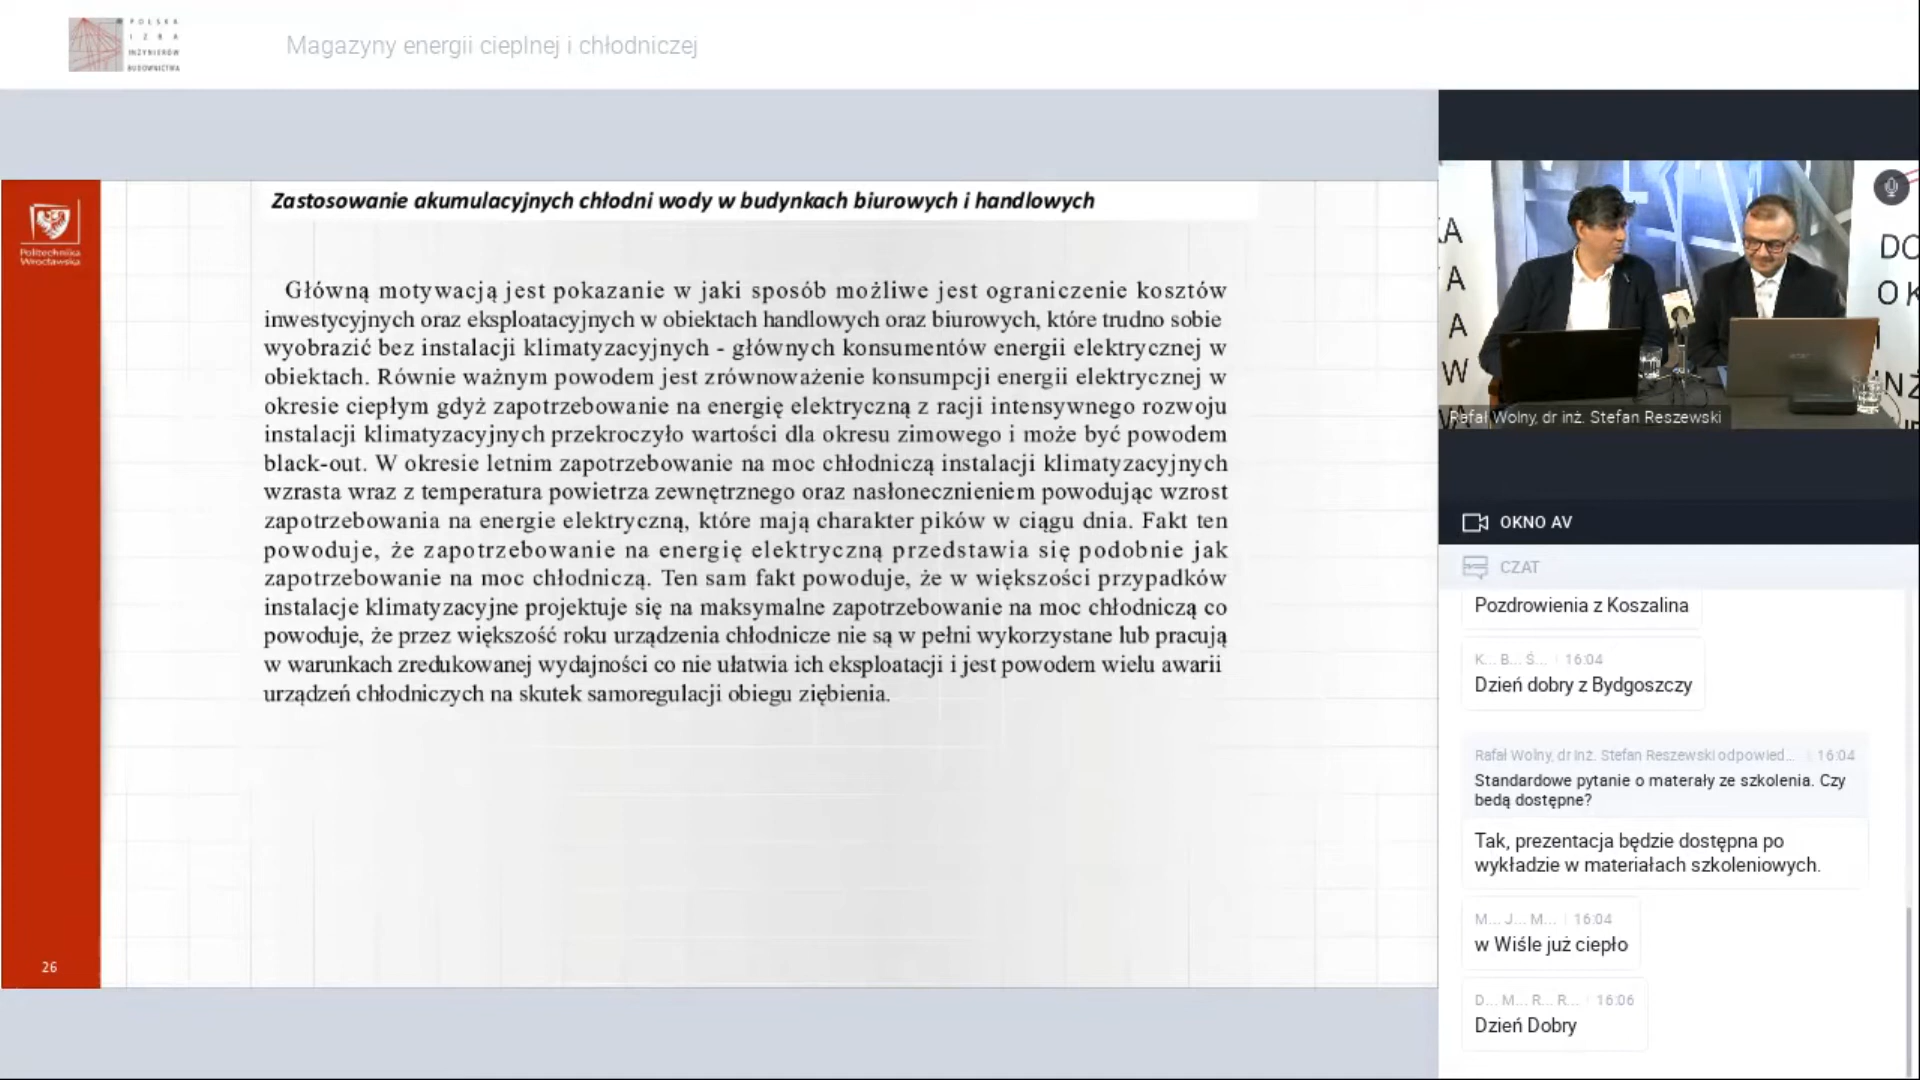 POLSKA
IZBA
INŻYNIERÓW
BUDOWNICTWA
Magazyny energii cieplnej i chłodniczej
Politechnika
Wrocławska
Zastosowanie akumulacyjnych chłodni wody w budynkach biurowych i handlowych
Główną motywacją jest pokazanie w jaki sposób możliwe jest ograniczenie kosztów
inwestycyjnych oraz eksploatacyjnych w obiektach handlowych oraz biurowych, które trudno sobie
wyobrazić bez instalacji klimatyzacyjnych - głównych konsumentów energii elektrycznej w
obiektach. Równie ważnym powodem jest zrównoważenie konsumpcji energii elektrycznej w
okresie ciepłym gdyż zapotrzebowanie na energię elektryczną z racji intensywnego rozwoju
instalacji klimatyzacyjnych przekroczyło wartości dla okresu zimowego i może być powodem
black-out. W okresie letnim zapotrzebowanie na moc chłodniczą instalacji klimatyzacyjnych
wzrasta wraz z temperatura powietrza zewnętrznego oraz nasłonecznieniem powodując wzrost
zapotrzebowania na energie elektryczną, które mają charakter pików w ciągu dnia. Fakt ten
powoduje, że zapotrzebowanie na energię elektryczną przedstawia się podobnie jak
zapotrzebowanie na moc chłodniczą. Ten sam fakt powoduje, że w większości przypadków
instalacje klimatyzacyjne projektuje się na maksymalne zapotrzebowanie na moc chłodniczą co
powoduje, że przez większość roku urządzenia chłodnicze nie są w pełni wykorzystane lub pracują
w warunkach zredukowanej wydajności co nie ułatwia ich eksploatacji i jest powodem wielu awarii
urządzeń chłodniczych na skutek samoregulacji obiegu ziębienia.
26
Rafał Wolny, dr inż. Stefan Reszewski
OKNO AV
CZAT
Pozdrowienia z Koszalina
K... B... Ś... 16:04
Dzień dobry z Bydgoszczy
Rafał Wolny, dr inż. Stefan Reszewski odpowied... 16:04
Standardowe pytanie o materały ze szkolenia. Czy
bedą dostępne?
Tak, prezentacja będzie dostępna po
wykładzie w materiałach szkoleniowych.
M... J... M... 16:04
w Wiśle już ciepło
D... M... R... R... 16:06
Dzień Dobry